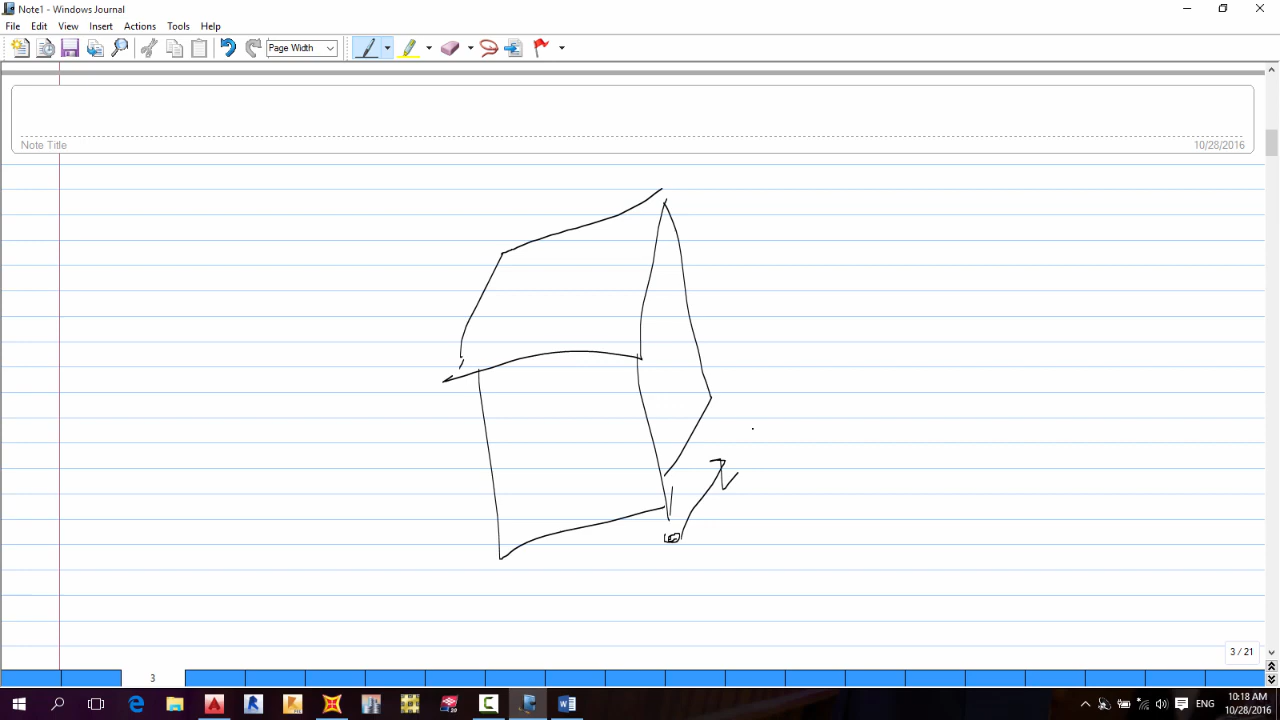 Note1 - Windows Journal
File Edit View Insert Actions Tools Help
Page Width
Note Title
10/28/2016
3 / 21
3
ENG
10:18 AM
10/28/2016